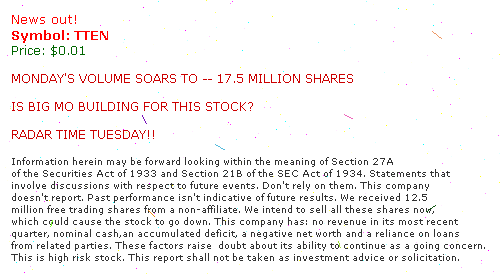 News out!
Symbol: TTEN
Price: $0.01
MONDAY'S VOLUME SOARS TO -- 17.5 MILLION SHARES
IS BIG MO BUILDING FOR THIS STOCK?
RADAR TIME TUESDAY!!
Information herein may be forward looking within the meaning of Section 27A
of the Securities Act of 1933 and Section 21B of the SEC Act of 1934. Statements that
involve discussions with respect to future events. Don't rely on them. This company
doesn't report. Past performance isn't indicative of future results. We received 12.5
million free trading shares from a non-affiliate. We intend to sell all these shares now,
which could cause the stock to go down. This company has: no revenue in its most recent
quarter, nominal cash,an accumulated deficit, a negative net worth and a reliance on loans
from related parties. These factors raise doubt about its ability to continue as a going concern.
This is high risk stock. This report shall not be taken as investment advice or solicitation.